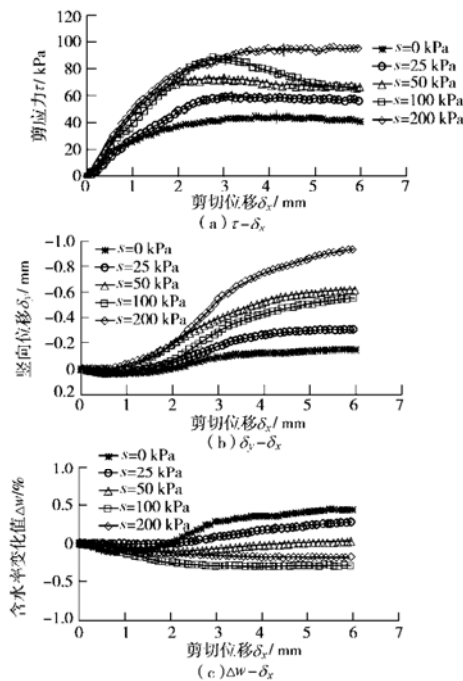 120
100
80
60
40
20
0
剪应力τ/ kPa
s=0 kPa
s=25 kPa
s=50 kPa
s=100 kPa
s=200 kPa
0 1 2 3 4 5 6 7
剪切位移δx/ mm
(a) τ-δx
-1.0
-0.8
-0.6
-0.4
-0.2
0
0.2
竖向位移δy/ mm
s=0 kPa
s=25 kPa
s=50 kPa
s=100 kPa
s=200 kPa
0 1 2 3 4 5 6 7
剪切位移δx/ mm
(b) δy-δx
-1.0
0.5
0
-0.5
-1.0
含水率变化值Δw/%
s=0 kPa
s=25 kPa
s=50 kPa
s=100 kPa
s=200 kPa
0 1 2 3 4 5 6 7
剪切位移δx/ mm
(c) Δw-δx